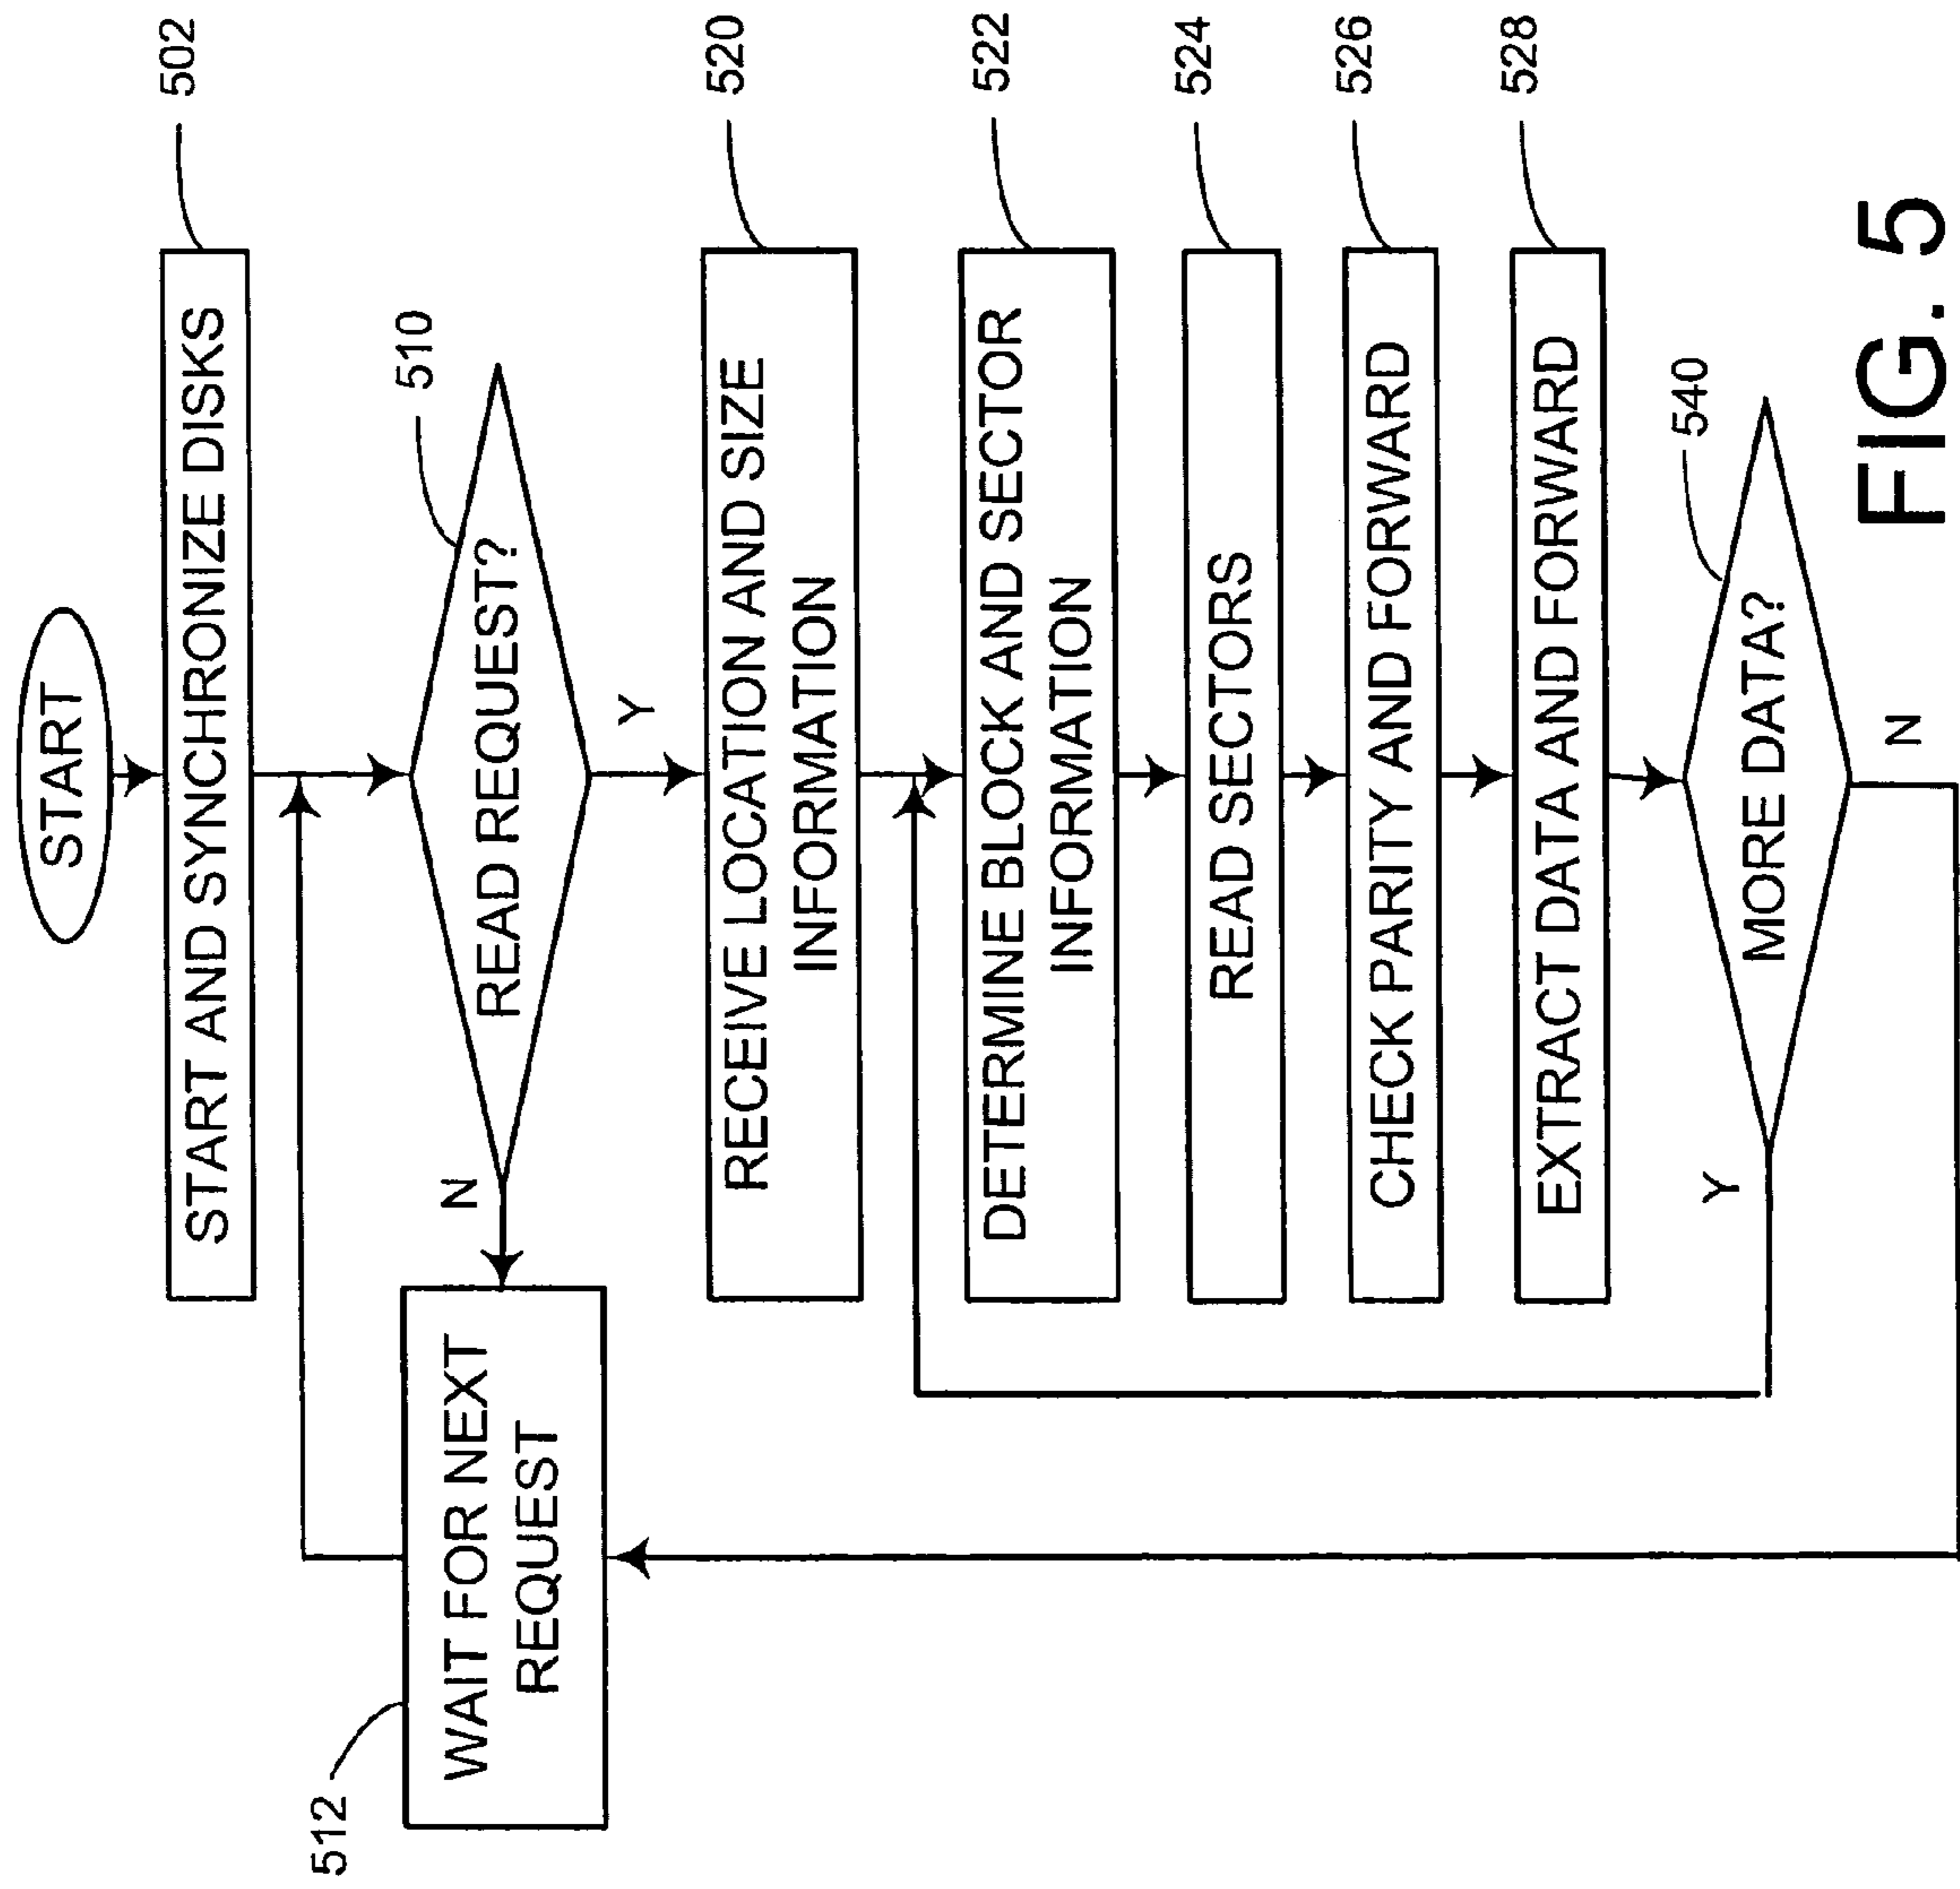 START
START AND SYNCHRONIZE DISKS
502
READ REQUEST?
510
N
Y
WAIT FOR NEXT
REQUEST
512
RECEIVE LOCATION AND SIZE
INFORMATION
520
DETERMINE BLOCK AND SECTOR
INFORMATION
522
READ SECTORS
524
CHECK PARITY AND FORWARD
526
EXTRACT DATA AND FORWARD
528
MORE DATA?
540
Y
N
FIG. 5